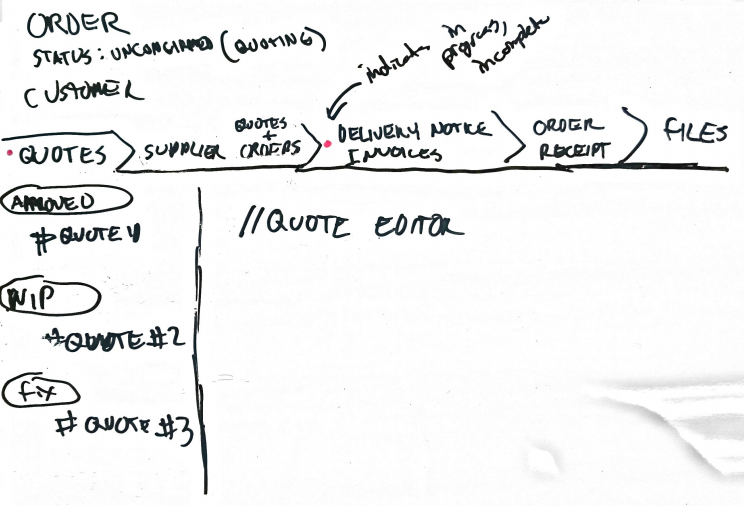 ORDER
STATUS: UNCONFIRMED (QUOTING)
CUSTOMER
indicates in progress, incomplete
QUOTES
SUPPLIER QUOTES + ORDERS
DELIVERY NOTICE
INVOICES
ORDER
RECEIPT
FILES
APPROVED
# QUOTE 4
WIP
# QUOTE #2
fix
# QUOTE #3
//QUOTE EDITOR